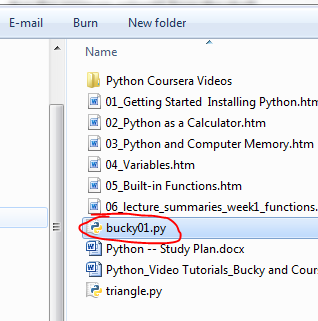 E-mail Burn New folder
Python Coursera Videos
01_Getting Started Installing Python.htm
02_Python as a Calculator.htm
03_Python and Computer Memory.htm
04_Variables.htm
05_Built-in Functions.htm
06_lecture_summaries_week1_functions.
bucky01.py
Python -- Study Plan.docx
Python_Video Tutorials_Bucky and Cour
triangle.py